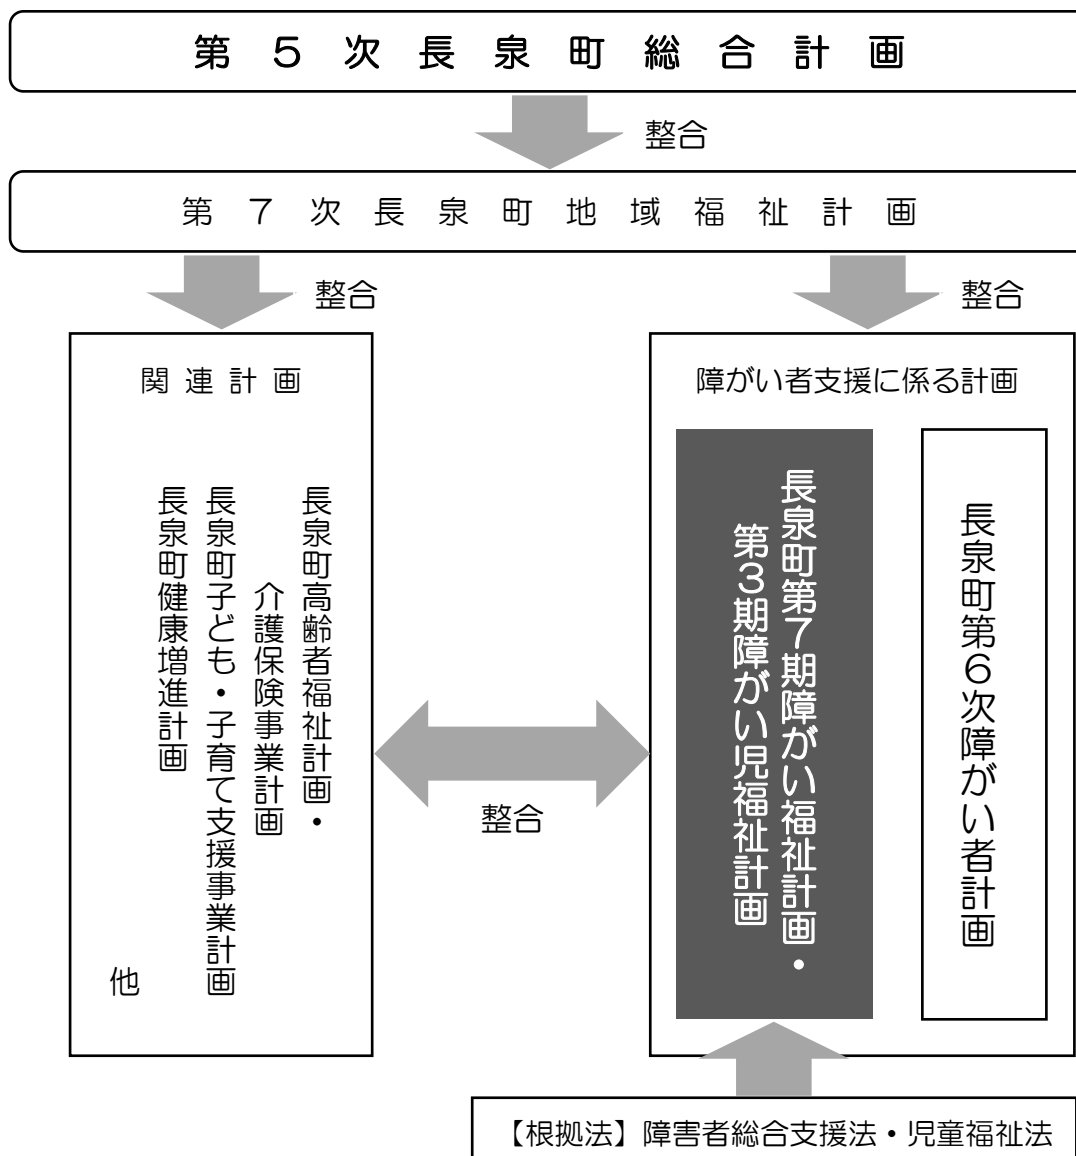 第５次長泉町総合計画
整合
第７次長泉町地域福祉計画
整合
整合
関連計画
長泉町高齢者福祉計画・
介護保険事業計画
長泉町子ども・子育て支援事業計画
長泉町健康増進計画
他
整合
障がい者支援に係る計画
長泉町第６次障がい者計画
長泉町第７期障がい福祉計画・
第３期障がい児福祉計画
【根拠法】障害者総合支援法・児童福祉法